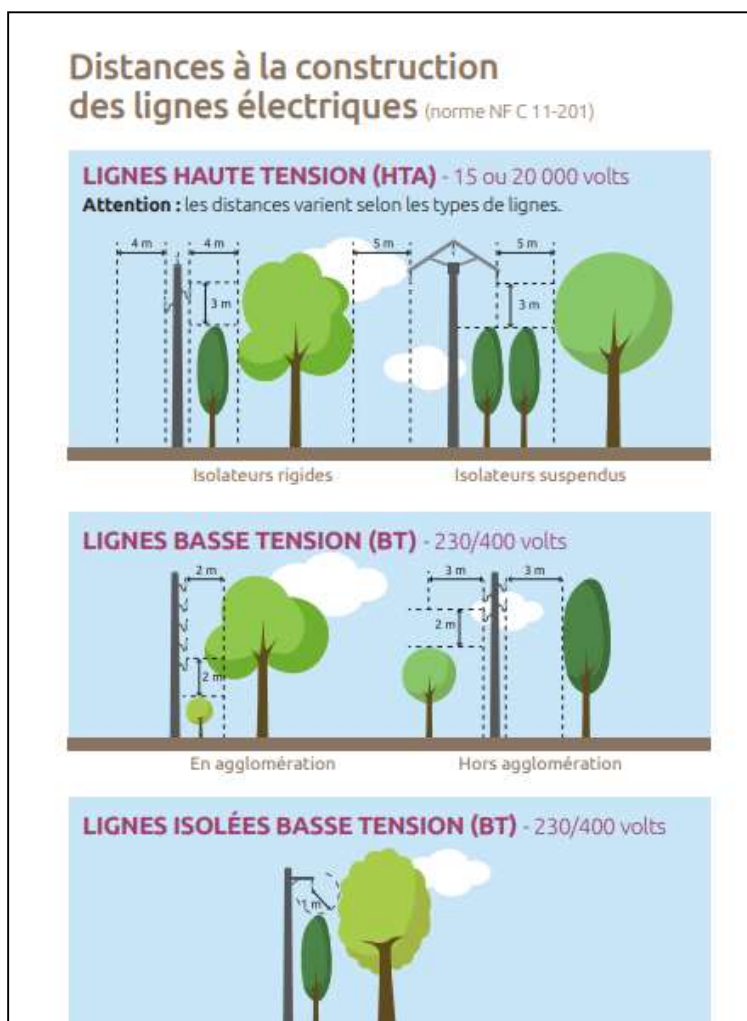 Distances à la construction
des lignes électriques (norme NF C 11-201)
LIGNES HAUTE TENSION (HTA) - 15 ou 20 000 volts
Attention : les distances varient selon les types de lignes.
4 m 4 m 5 m 5 m
3 m 3 m
Isolateurs rigides Isolateurs suspendus
LIGNES BASSE TENSION (BT) - 230/400 volts
2 m 3 m 3 m
2 m
2 m
En agglomération Hors agglomération
LIGNES ISOLÉES BASSE TENSION (BT) - 230/400 volts
1 m